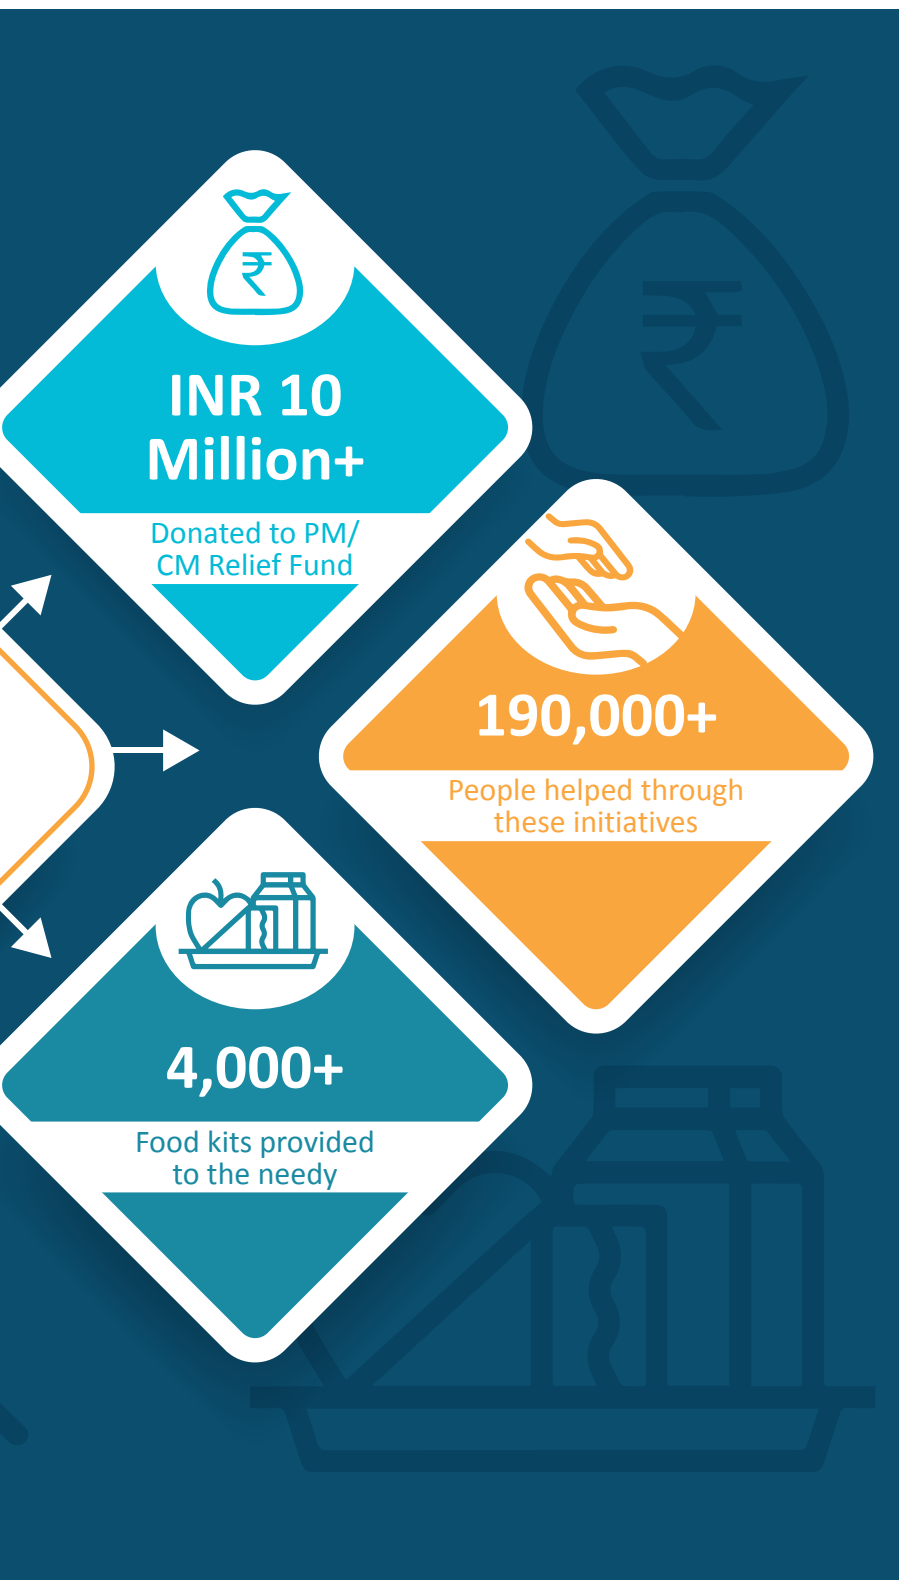 ₹
₹
INR 10
Million+
Donated to PM/
CM Relief Fund
190,000+
People helped through
these initiatives
4,000+
Food kits provided
to the needy